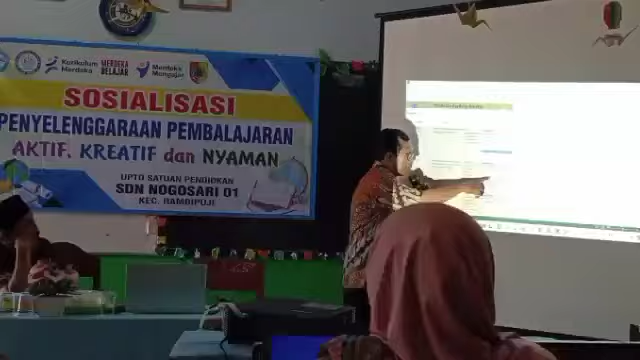 Kurikulum Merdeka
MERDEKA BELAJAR
Merdeka Mengajar
SOSIALISASI
PENYELENGGARAAN PEMBALAJARAN
AKTIF, KREATIF dan NYAMAN
UPTD SATUAN PENDIDIKAN
SDN NOGOSARI 01
KEC. RAMBIPUJI